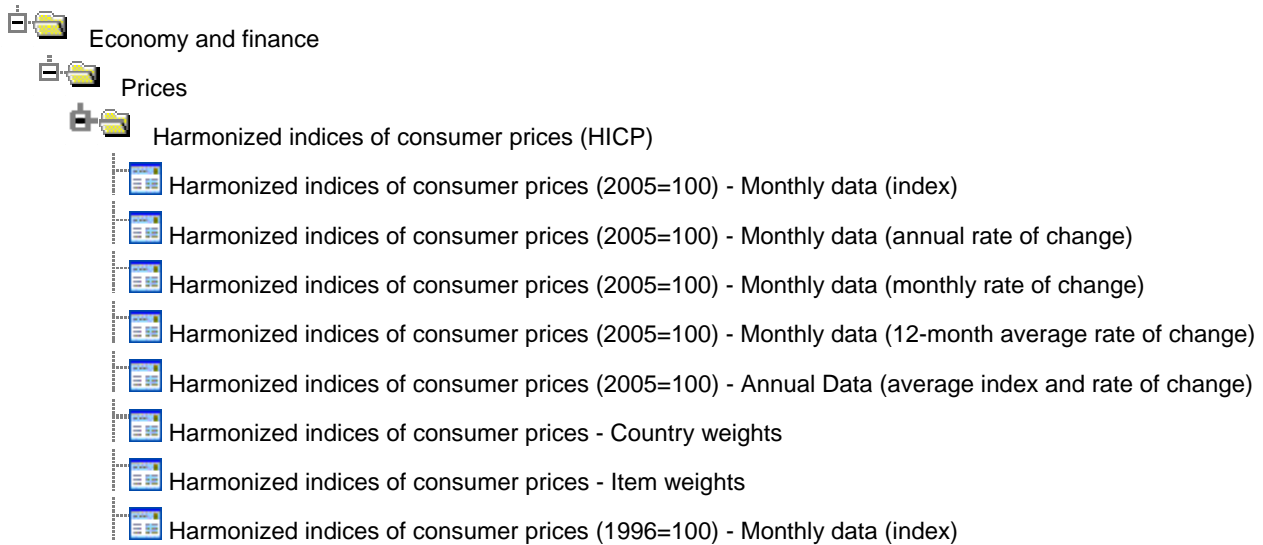 Economy and finance
Prices
Harmonized indices of consumer prices (HICP)
Harmonized indices of consumer prices (2005=100) - Monthly data (index)
Harmonized indices of consumer prices (2005=100) - Monthly data (annual rate of change)
Harmonized indices of consumer prices (2005=100) - Monthly data (monthly rate of change)
Harmonized indices of consumer prices (2005=100) - Monthly data (12-month average rate of change)
Harmonized indices of consumer prices (2005=100) - Annual Data (average index and rate of change)
Harmonized indices of consumer prices - Country weights
Harmonized indices of consumer prices - Item weights
Harmonized indices of consumer prices (1996=100) - Monthly data (index)